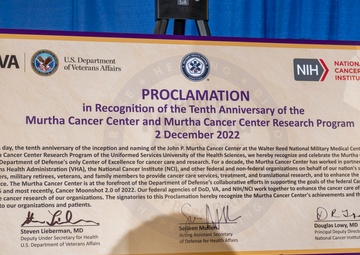 VA
U.S. Department
of Veterans Affairs
NIH
NATIONAL
CANCER
INSTITU
PROCLAMATION
in Recognition of the Tenth Anniversary of the
Murtha Cancer Center and Murtha Cancer Center Research Program
2 December 2022
s day, the tenth anniversary of the inception and naming of the John P. Murtha Cancer Center at the Walter Reed National Military Medical
Cancer Center Research Program of the Uniformed Services University of the Health Sciences, we hereby recognize and celebrate the Murtha
Department of Defense's only Center of Excellence for cancer care and research. For a decade, the Murtha Cancer Center has worked in partner
ns Health Administration (VHA), the National Cancer Institute (NCI), and other federal and non-federal organizations on behalf of our
ers, military retirees, veterans, and family members to provide cancer care services, treatment, and translational research, and to enhance the
ce. The Murtha Cancer Center is at the forefront of the Department of Defense's collaborative efforts in supporting the goals of the federal
and most recently, Cancer Moonshot 2.0 of 2022. Our federal agencies of DoD, VA, and NIH/NCI work together to enhance the cancer care of
cancer research of our organizations. The signatories to this Proclamation hereby recognize the Murtha Cancer Center's achievements and
to our organizations and patients.
Steven Lieberman, MD
Deputy Under Secretary for Health
U.S. Department of Veterans Affairs
Seileen Mullen
Acting Assistant Secretary
of Defense for Health Affairs
Douglas Lowy, MD
Principal Deputy Direc
National Cancer Instit